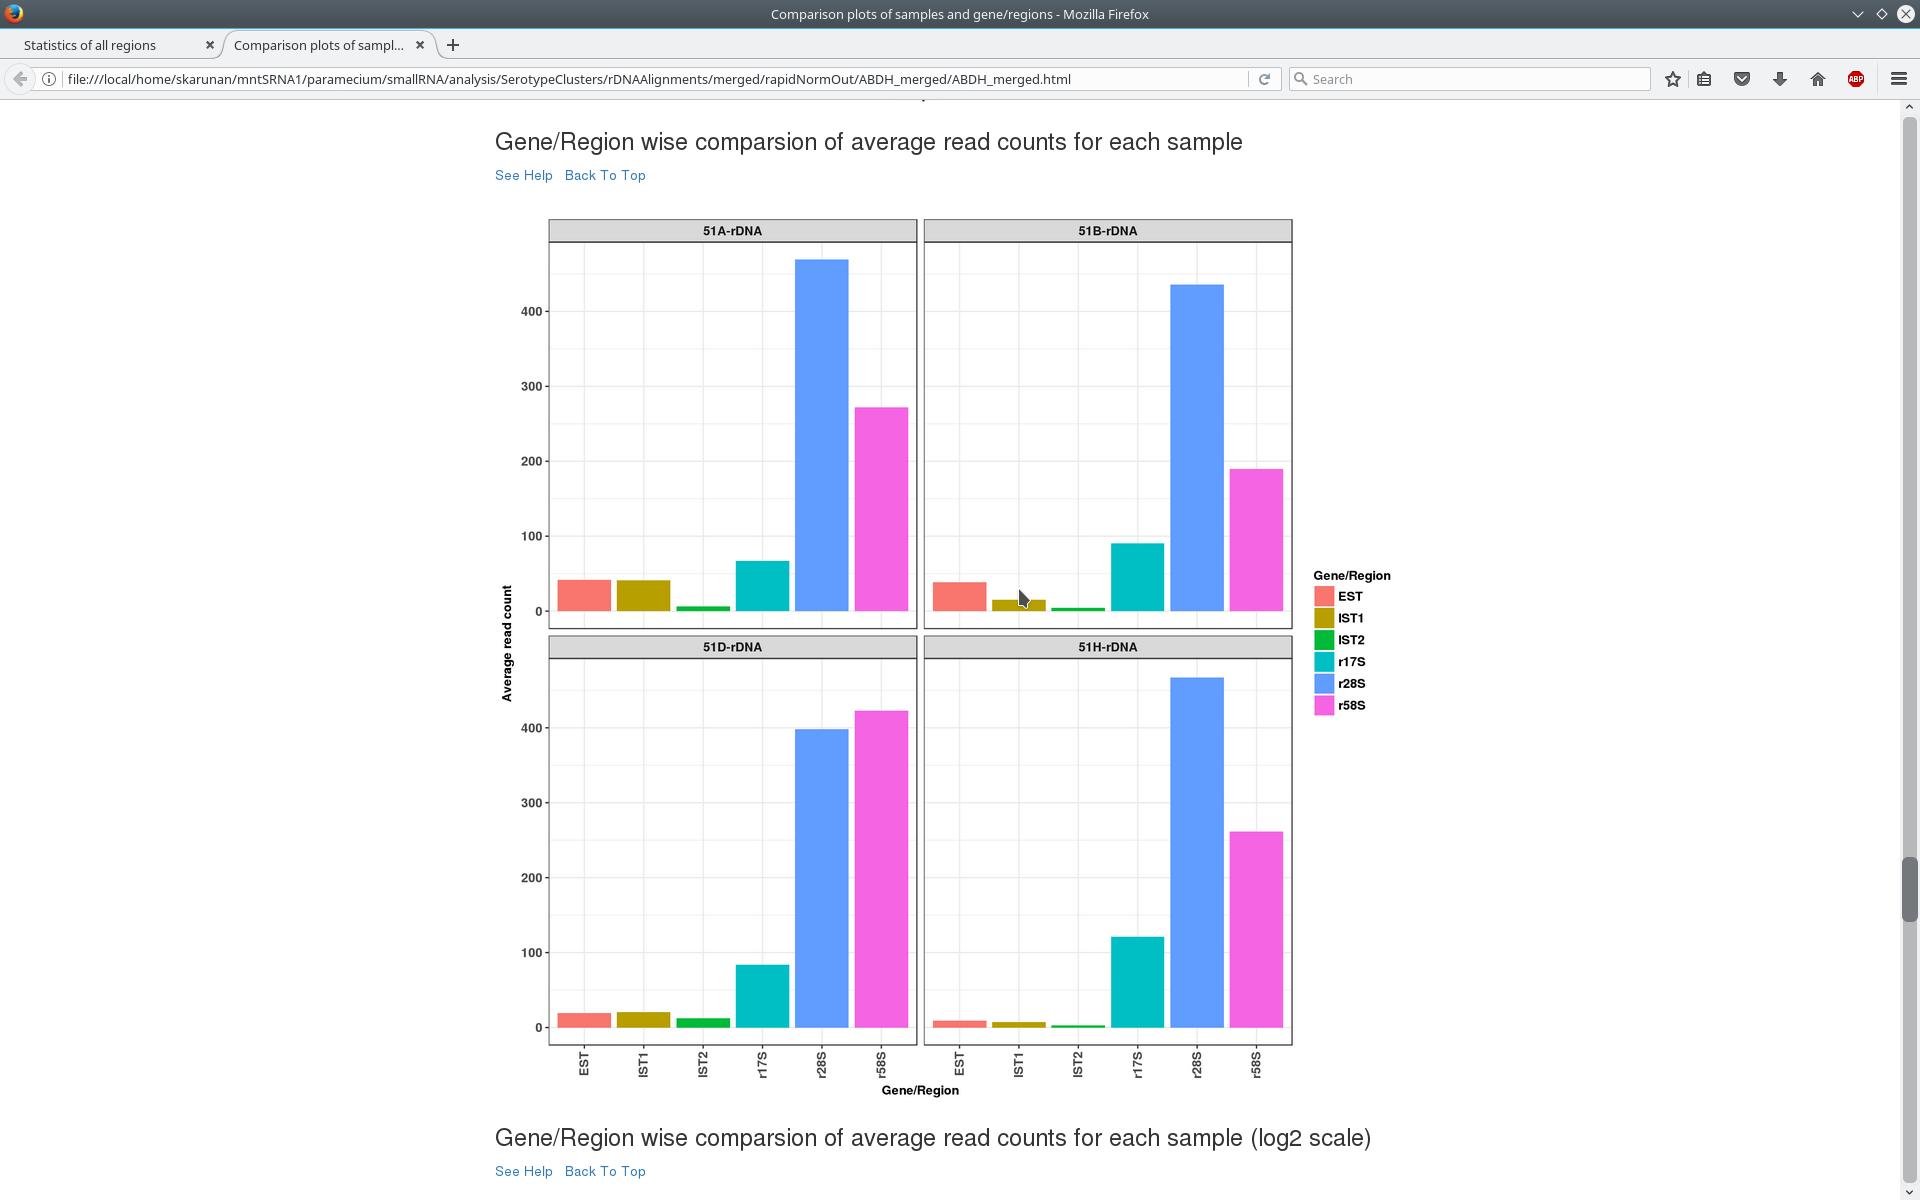 Comparison plots of samples and gene/regions - Mozilla Firefox
Statistics of all regions
Comparison plots of sampl...
file:///local/home/skarunan/mntSRNA1/paramecium/smallRNA/analysis/SerotypeClusters/rDNAAlignments/merged/rapidNormOut/ABDH_merged/ABDH_merged.html
Search
ABP
Gene/Region wise comparsion of average read counts for each sample
See Help Back To Top
51A-rDNA
51B-rDNA
400
300
200
100
0
51D-rDNA
51H-rDNA
400
300
200
100
0
Average read count
EST
IST1
IST2
r17S
r28S
r58S
EST
IST1
IST2
r17S
r28S
r58S
Gene/Region
Gene/Region
EST
IST1
IST2
r17S
r28S
r58S
Gene/Region wise comparsion of average read counts for each sample (log2 scale)
See Help Back To Top